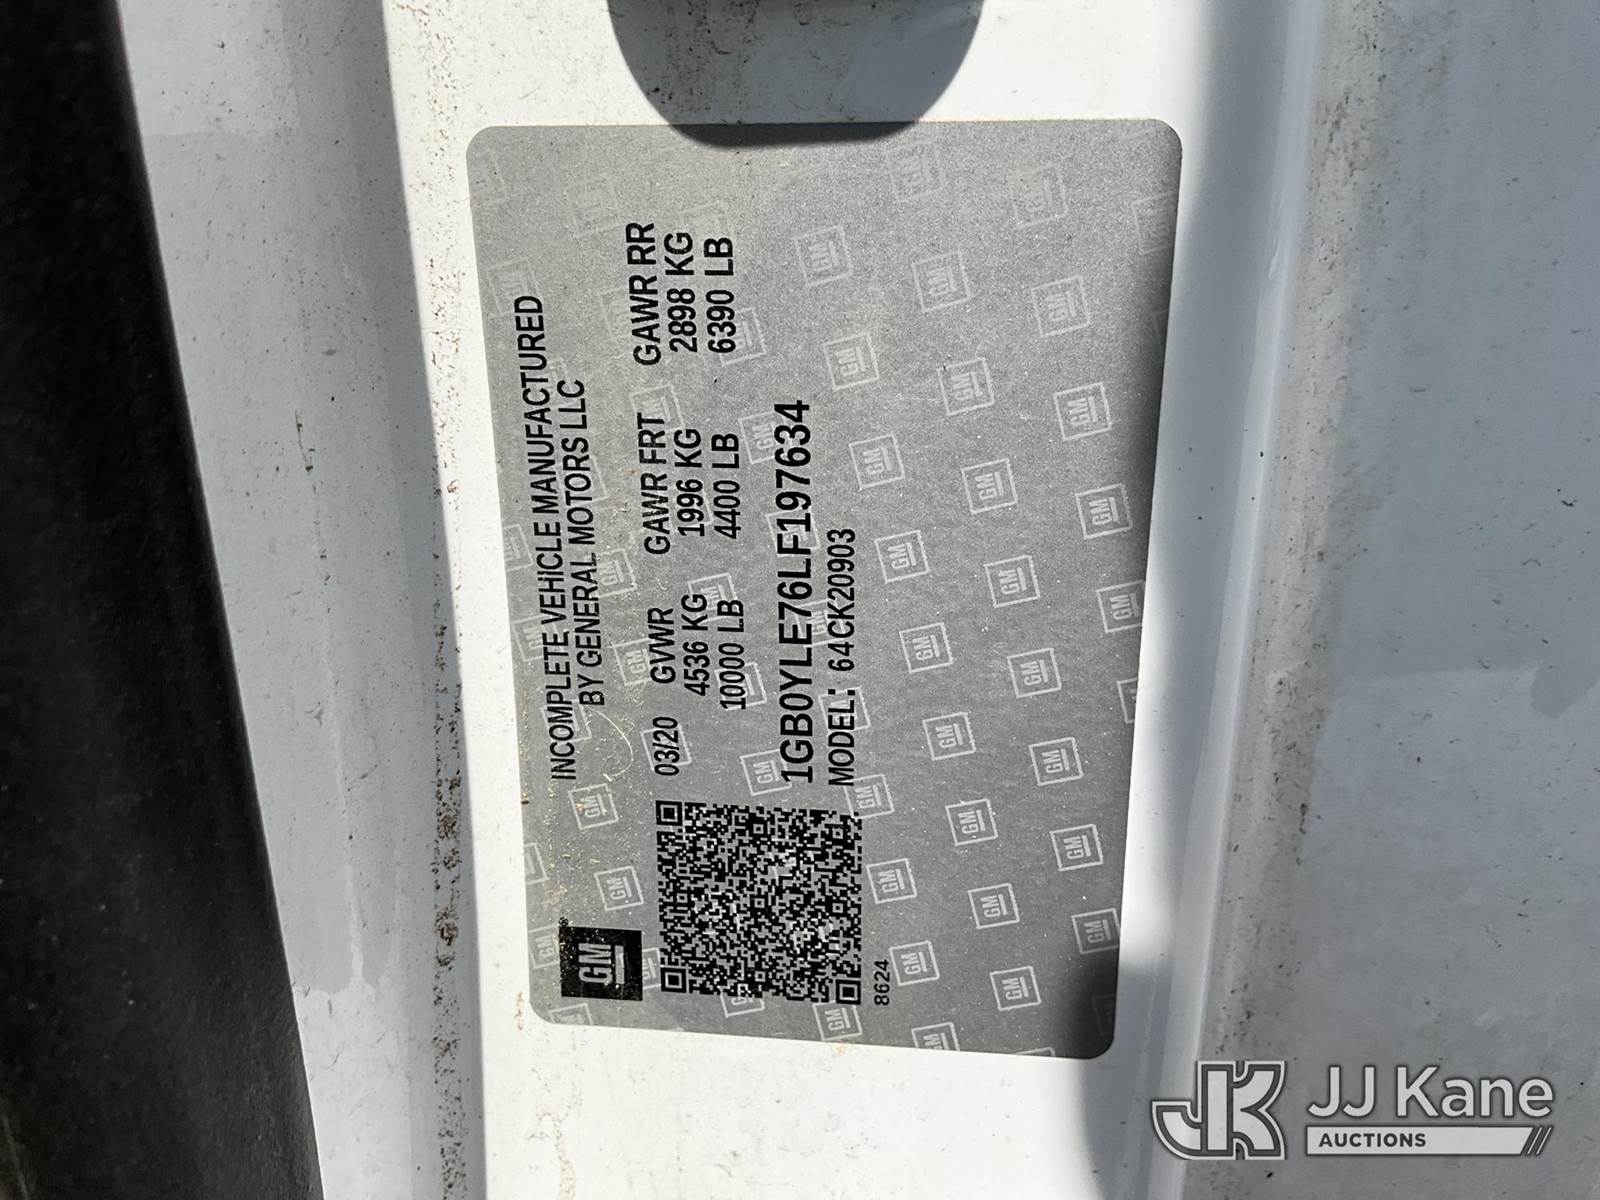 INCOMPLETE VEHICLE MANUFACTURED
BY GENERAL MOTORS LLC
GM
03/20 GVWR GAWR FRT GAWR RR
4536 KG 1996 KG 2898 KG
10000 LB 4400 LB 6390 LB
1GB0YLE76LF197634
MODEL: 64CK20903
8624
JK JJ Kane
AUCTIONS